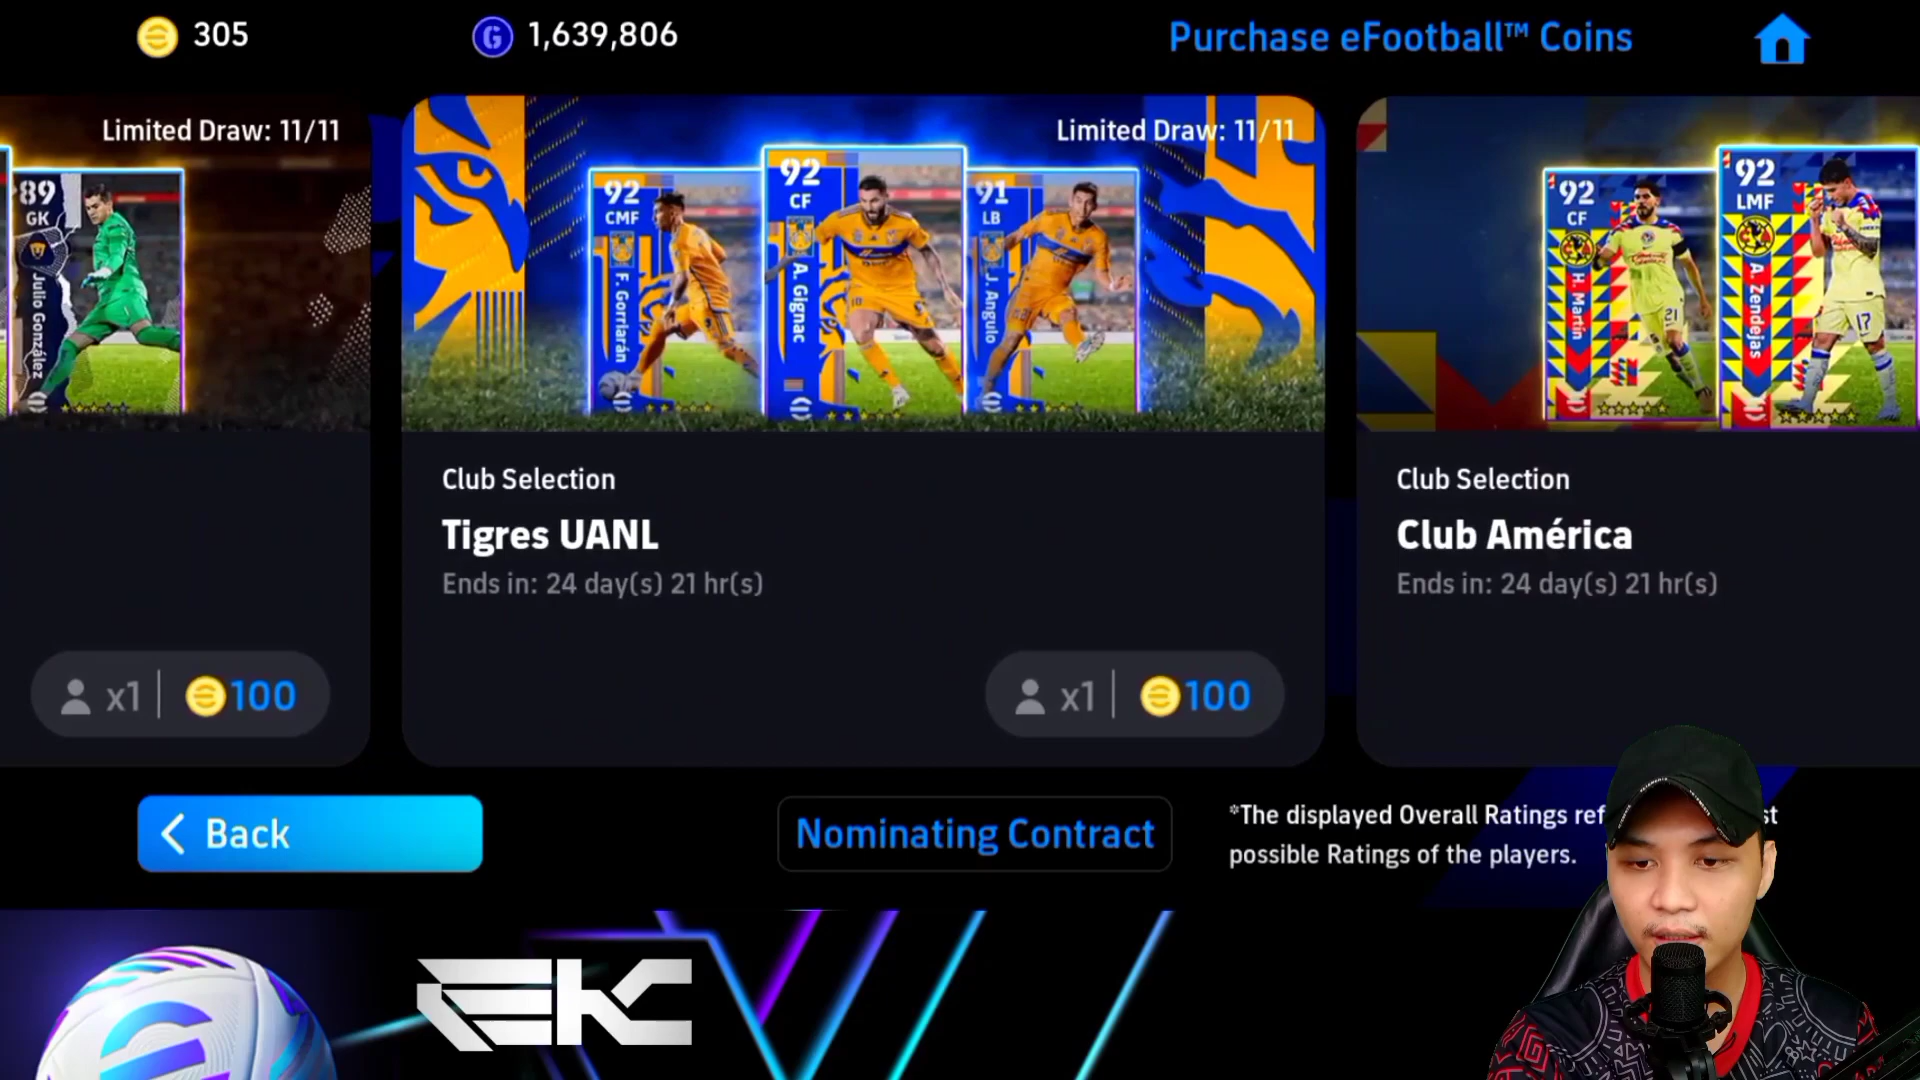 305
1,639,806
Purchase eFootball™ Coins
Limited Draw: 11/11
89
GK
Julio González
x1
100
Limited Draw: 11/11
92
CMF
F. Gorriarán
92
CF
A. Gignac
91
LB
J. Angulo
Club Selection
Tigres UANL
Ends in: 24 day(s) 21 hr(s)
x1
100
92
CF
H. Martín
21
92
LMF
A. Zendejas
17
Club Selection
Club América
Ends in: 24 day(s) 21 hr(s)
Back
Nominating Contract
*The displayed Overall Ratings
possible Ratings of the players.
EKC